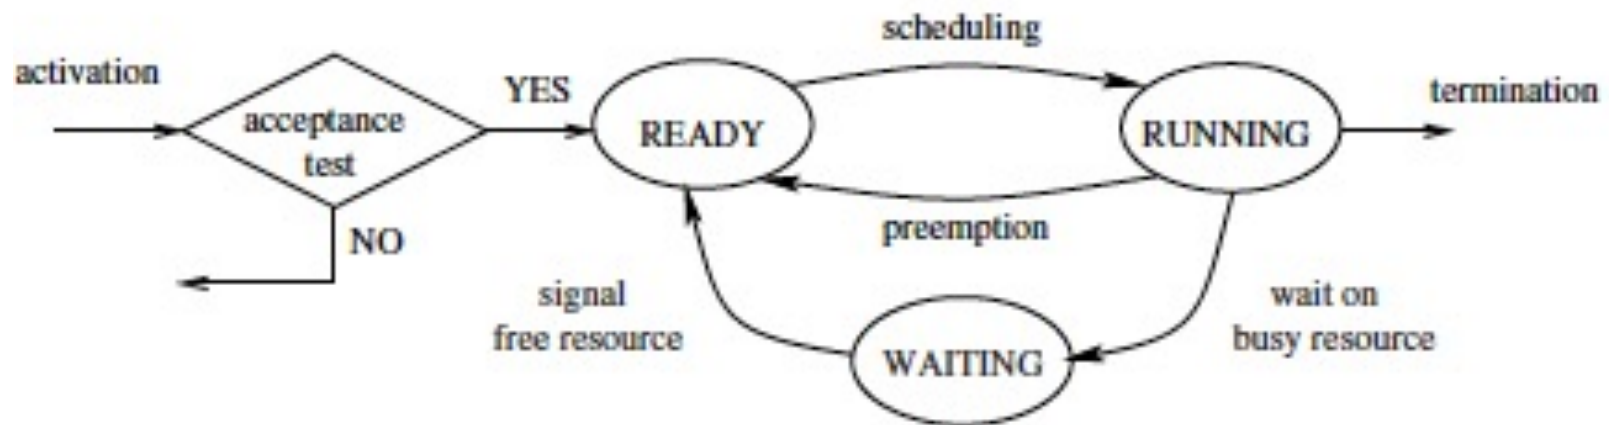 scheduling
activation
YES
termination
acceptance
test
READY
RUNNING
preemption
NO
signal
free resource
wait on
busy resource
WAITING